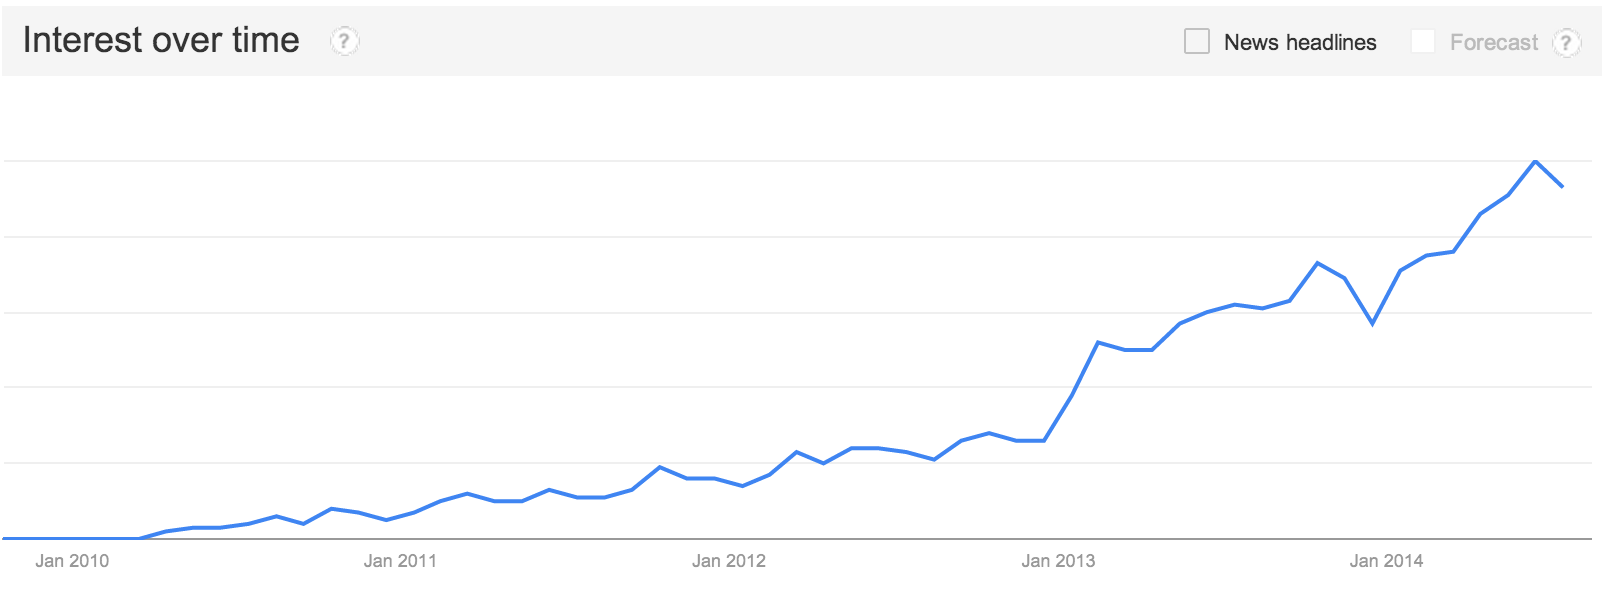 Interest over time ? News headlines Forecast ?
Jan 2010 Jan 2011 Jan 2012 Jan 2013 Jan 2014